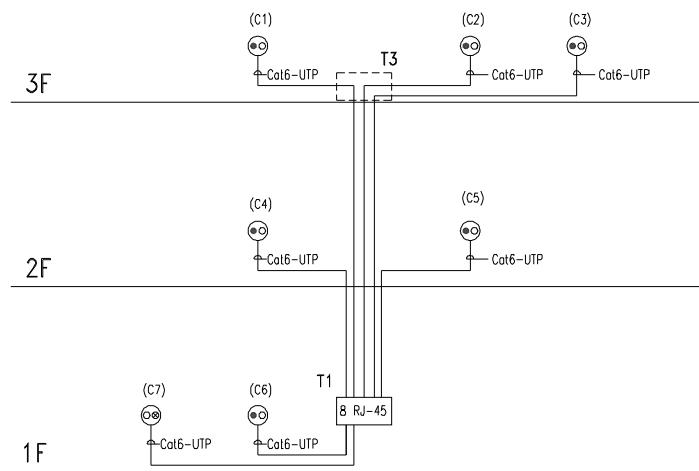 (C1)
(C2)
(C3)
T3
Cat6-UTP
Cat6-UTP
Cat6-UTP
3F
(C4)
(C5)
Cat6-UTP
Cat6-UTP
2F
T1
(C7)
(C6)
8 RJ-45
Cat6-UTP
Cat6-UTP
1F